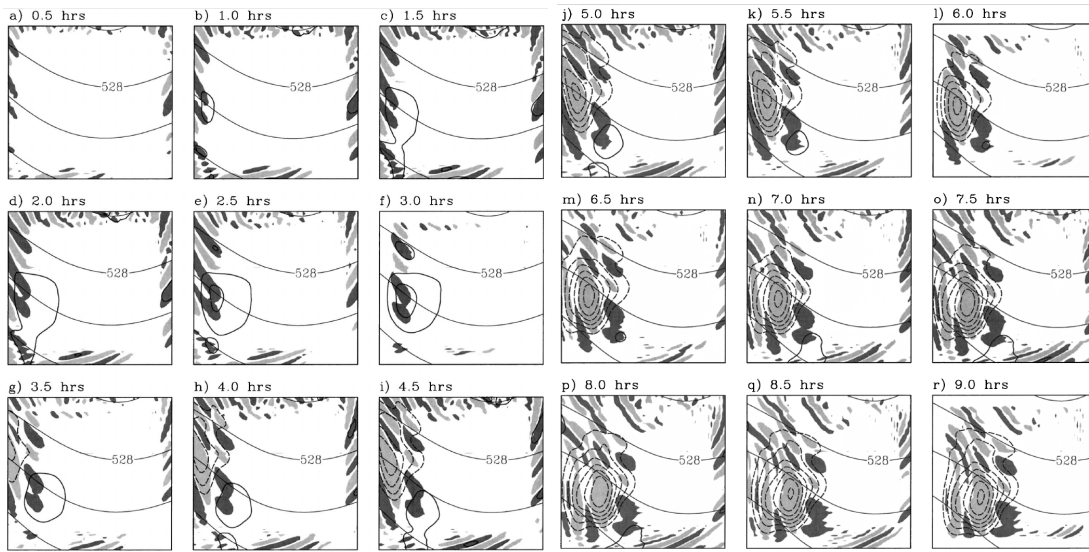 a) 0.5 hrs
b) 1.0 hrs
c) 1.5 hrs
j) 5.0 hrs
k) 5.5 hrs
l) 6.0 hrs
528
528
528
528
528
528
d) 2.0 hrs
e) 2.5 hrs
f) 3.0 hrs
m) 6.5 hrs
n) 7.0 hrs
o) 7.5 hrs
528
528
528
528
528
528
g) 3.5 hrs
h) 4.0 hrs
i) 4.5 hrs
p) 8.0 hrs
q) 8.5 hrs
r) 9.0 hrs
528
528
528
528
528
528